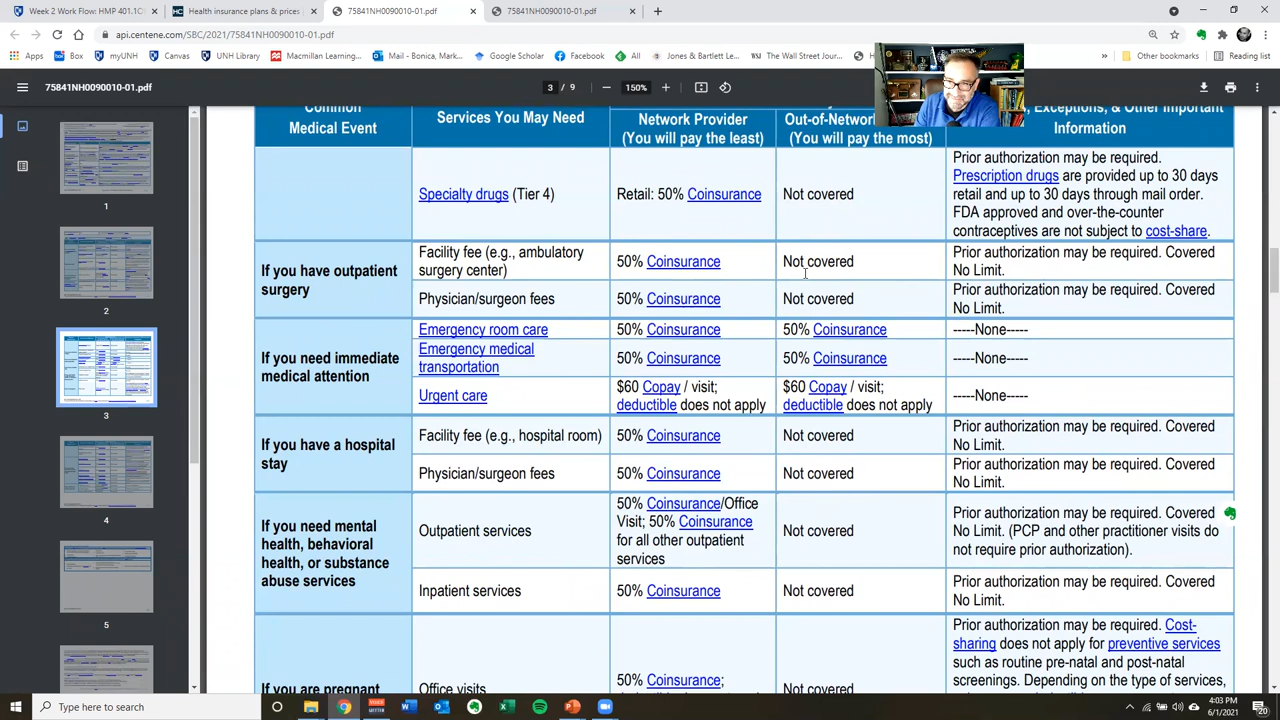 Week 2 Work Flow: HMP 401.1C
Health insurance plans & prices
75841NH0090010-01.pdf
75841NH0090010-01.pdf
api.centene.com/SBC/2021/75841NH0090010-01.pdf
Apps
Box
myUNH
Canvas
UNH Library
Macmillan Learning...
Mail - Bonica, Mark...
Google Scholar
Facebook
All
Jones & Bartlett Le...
The Wall Street Jour...
Other bookmarks
Reading list
75841NH0090010-01.pdf
3 / 9
150%
1
2
3
4
5
Common
Medical Event
Services You May Need
Network Provider
(You will pay the least)
Out-of-Network
(You will pay the most)
Exceptions, & Other Important
Information
Specialty drugs (Tier 4)
Retail: 50% Coinsurance
Not covered
Prior authorization may be required.
Prescription drugs are provided up to 30 days
retail and up to 30 days through mail order.
FDA approved and over-the-counter
contraceptives are not subject to cost-share.
If you have outpatient
surgery
Facility fee (e.g., ambulatory
surgery center)
50% Coinsurance
Not covered
Prior authorization may be required. Covered
No Limit.
Physician/surgeon fees
50% Coinsurance
Not covered
Prior authorization may be required. Covered
No Limit.
If you need immediate
medical attention
Emergency room care
50% Coinsurance
50% Coinsurance
-----None-----
Emergency medical
transportation
50% Coinsurance
50% Coinsurance
-----None-----
Urgent care
$60 Copay / visit;
deductible does not apply
$60 Copay / visit;
deductible does not apply
-----None-----
If you have a hospital
stay
Facility fee (e.g., hospital room)
50% Coinsurance
Not covered
Prior authorization may be required. Covered
No Limit.
Physician/surgeon fees
50% Coinsurance
Not covered
Prior authorization may be required. Covered
No Limit.
If you need mental
health, behavioral
health, or substance
abuse services
Outpatient services
50% Coinsurance/Office
Visit; 50% Coinsurance
for all other outpatient
services
Not covered
Prior authorization may be required. Covered
No Limit. (PCP and other practitioner visits do
not require prior authorization).
Inpatient services
50% Coinsurance
Not covered
Prior authorization may be required. Covered
No Limit.
If you are pregnant
Office visits
50% Coinsurance;
Not covered
Prior authorization may be required. Cost-
sharing does not apply for preventive services
such as routine pre-natal and post-natal
screenings. Depending on the type of services,
Type here to search
4:03 PM
6/1/2021
20